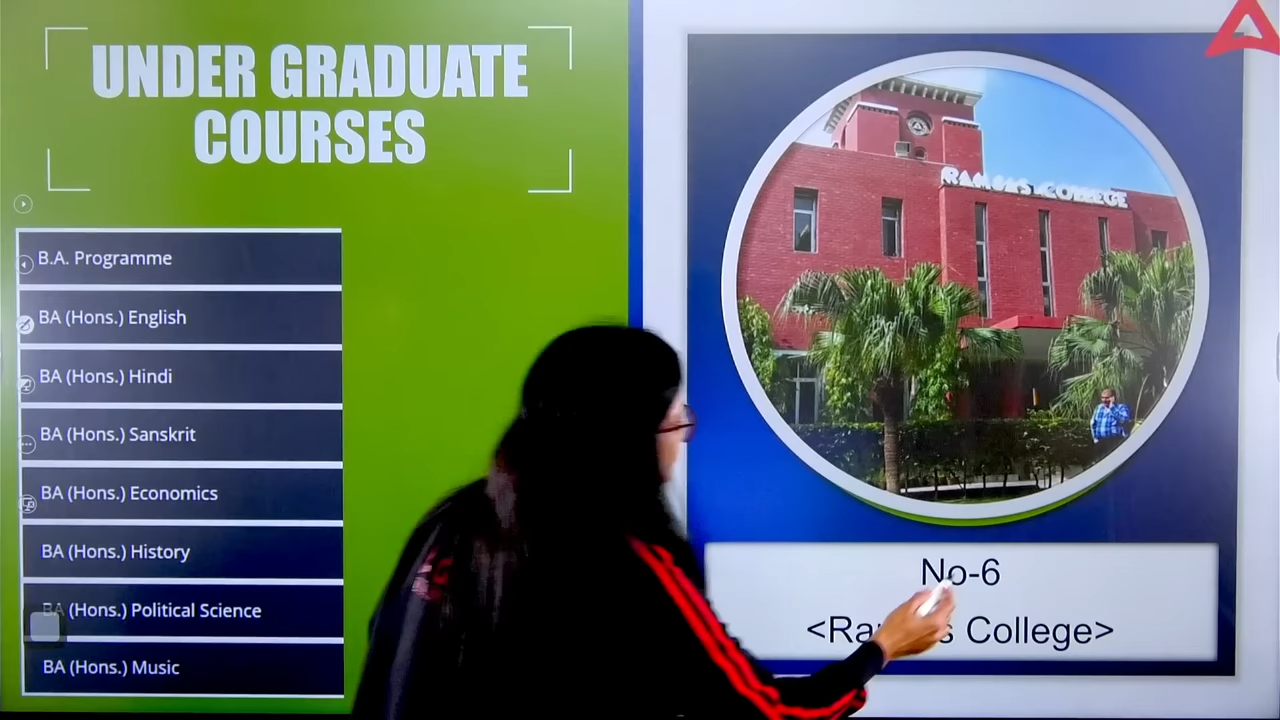 UNDER GRADUATE
COURSES
B.A. Programme
BA (Hons.) English
BA (Hons.) Hindi
BA (Hons.) Sanskrit
BA (Hons.) Economics
BA (Hons.) History
BA (Hons.) Political Science
BA (Hons.) Music
RAMJAS COLLEGE
No-6
College>